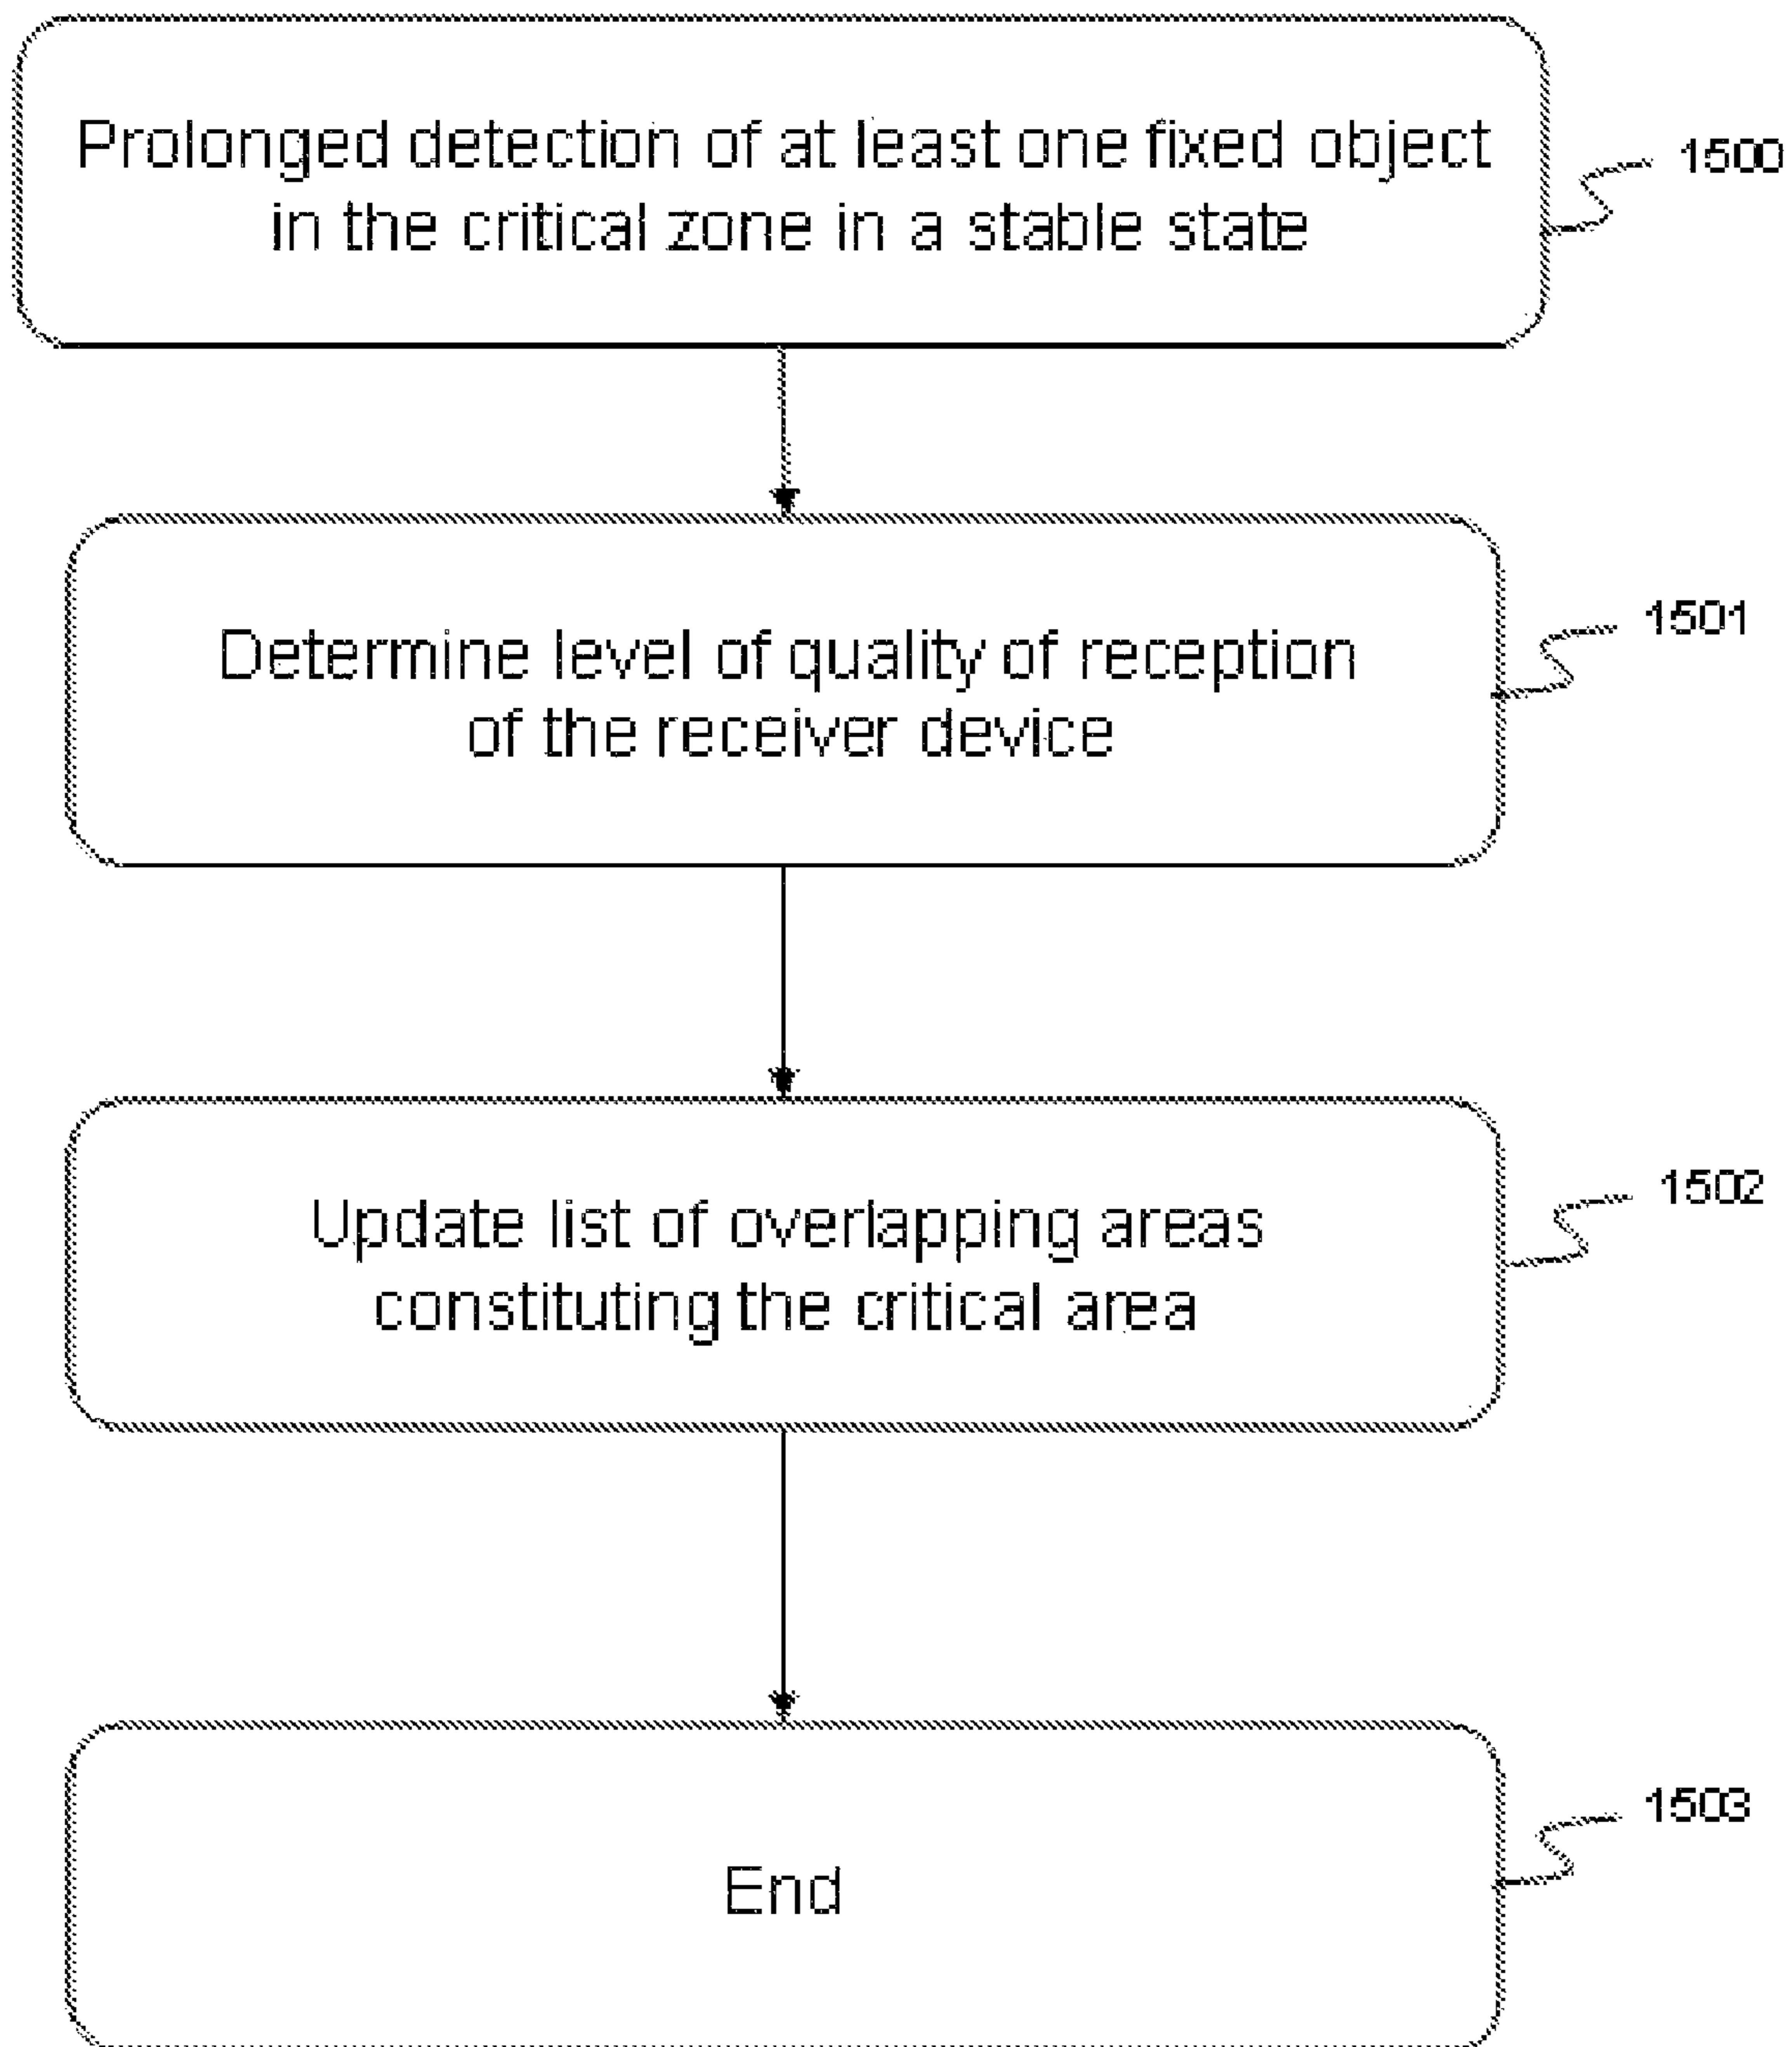 Prolonged detection of at least one fixed object
in the critical zone in a stable state
1500
Determine level of quality of reception
of the receiver device
1501
Update list of overlapping areas
constituting the critical area
1502
End
1503